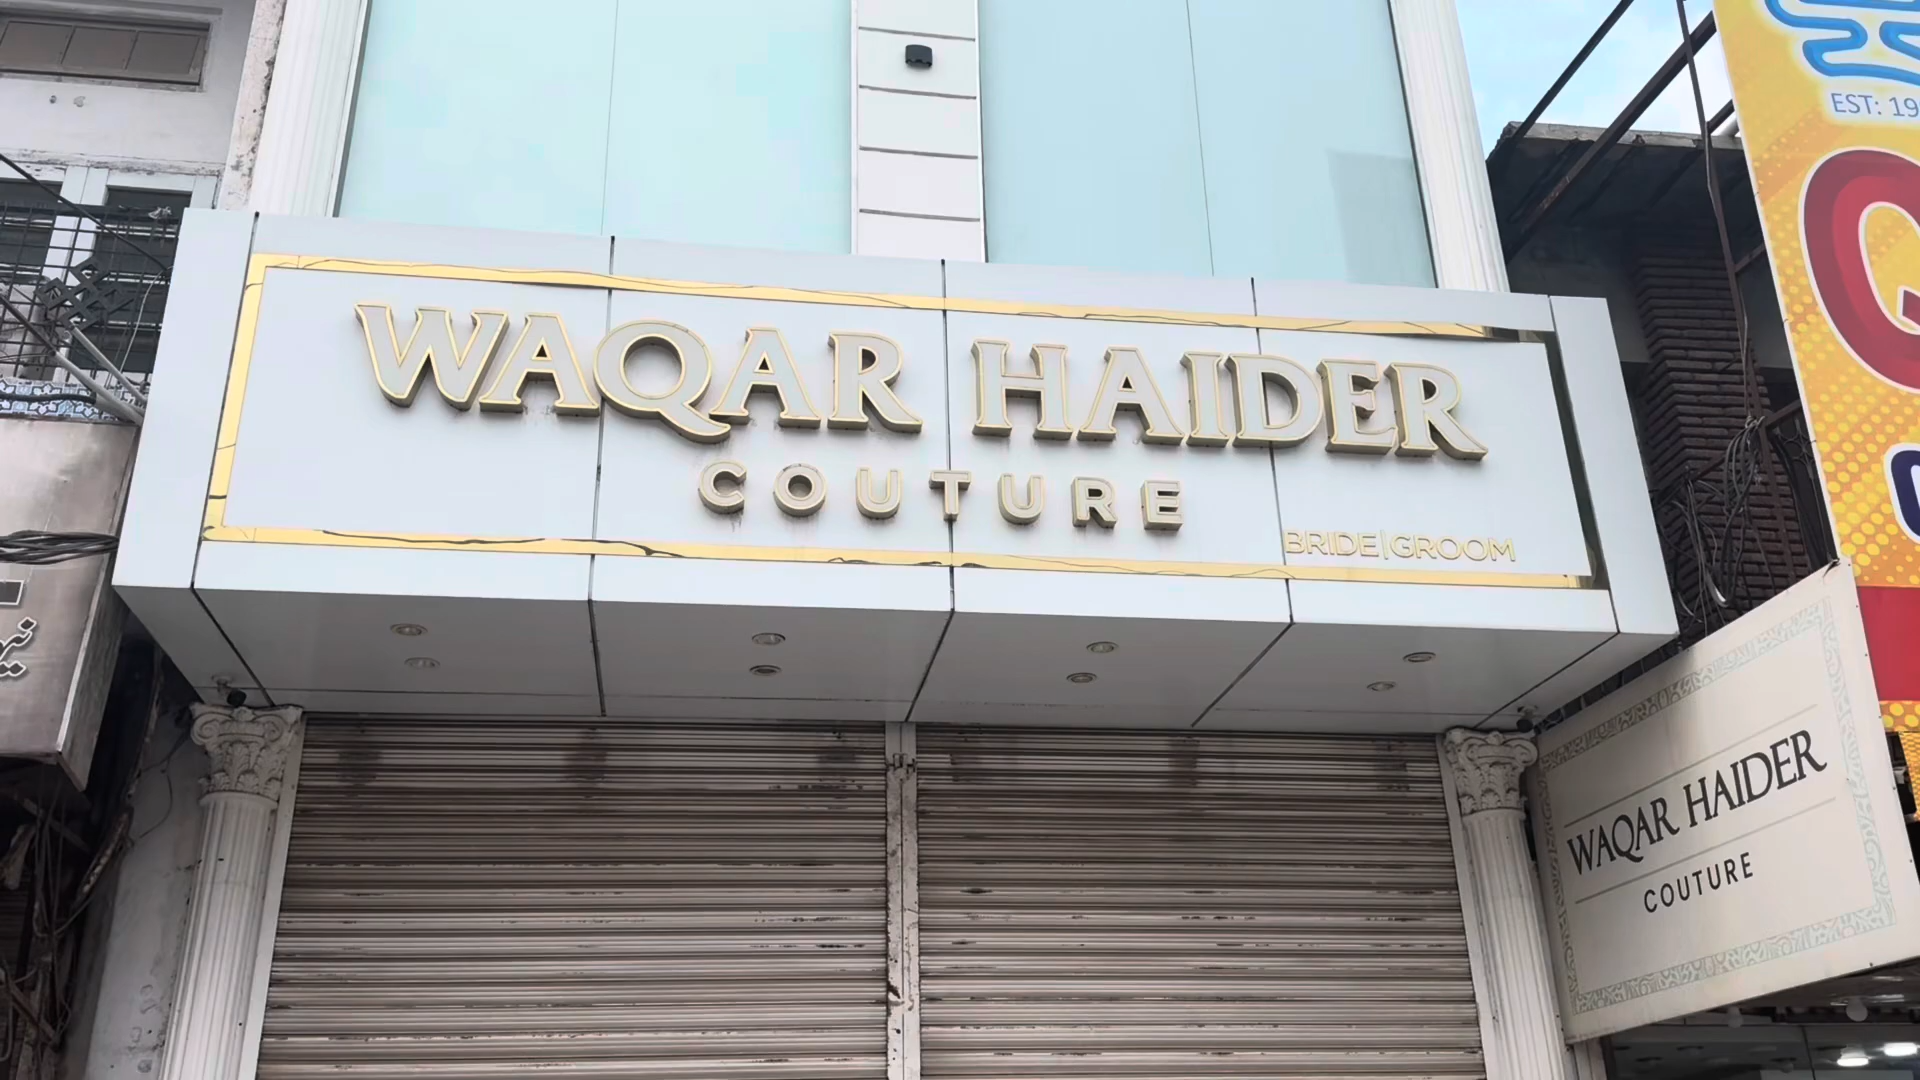 WAQAR HAIDER
COUTURE
BRIDE|GROOM
WAQAR HAIDER
COUTURE
EST: 19
Q